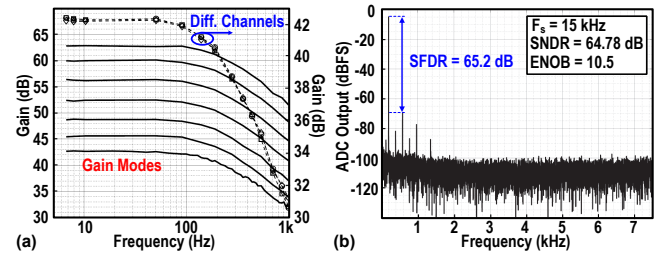 65
60
55
50
45
40
35
30
Gain (dB)
42
40
38
36
34
32
30
Gain (dB)
Diff. Channels
Gain Modes
5
10
100
1k
Frequency (Hz)
(a)
0
-20
-40
-60
-80
-100
-120
ADC Output (dBFS)
SFDR = 65.2 dB
Fs = 15 kHz
SNDR = 64.78 dB
ENOB = 10.5
1
2
3
4
5
6
7
Frequency (kHz)
(b)